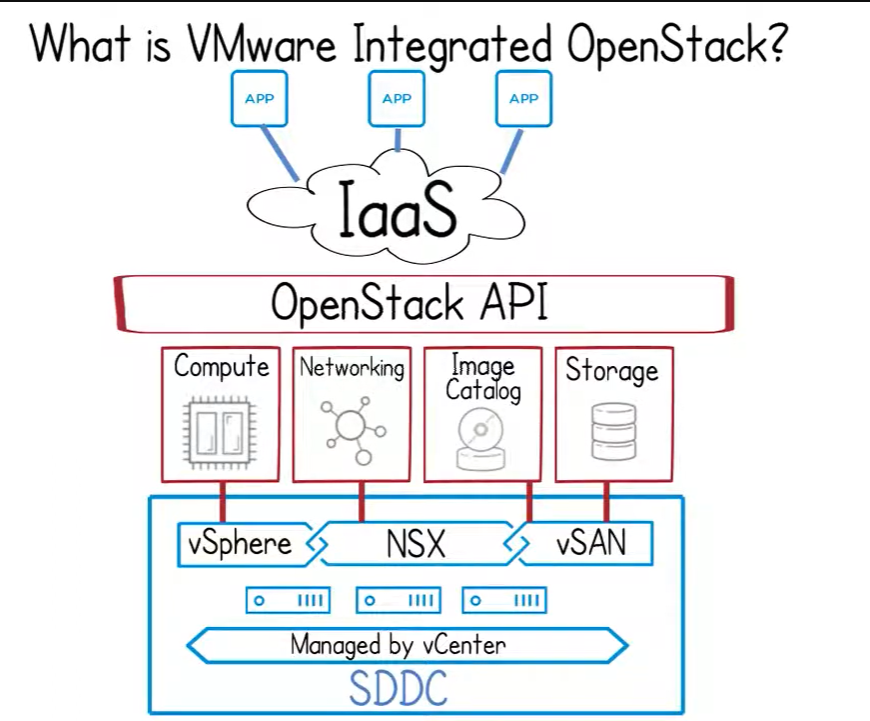 What is VMware Integrated OpenStack?
APP
APP
APP
IaaS
OpenStack API
Compute
Networking
Image
Catalog
Storage
vSphere
NSX
vSAN
Managed by vCenter
SDDC